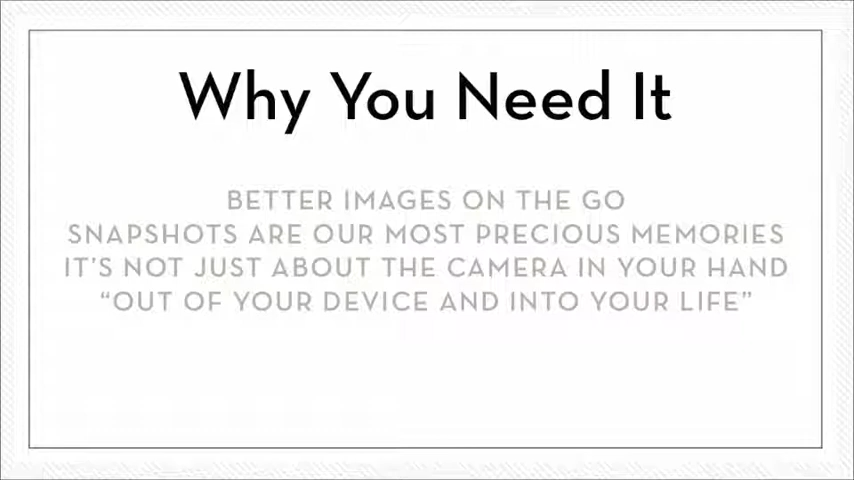 Why You Need It
BETTER IMAGES ON THE GO
SNAPSHOTS ARE OUR MOST PRECIOUS MEMORIES
IT'S NOT JUST ABOUT THE CAMERA IN YOUR HAND
“OUT OF YOUR DEVICE AND INTO YOUR LIFE”